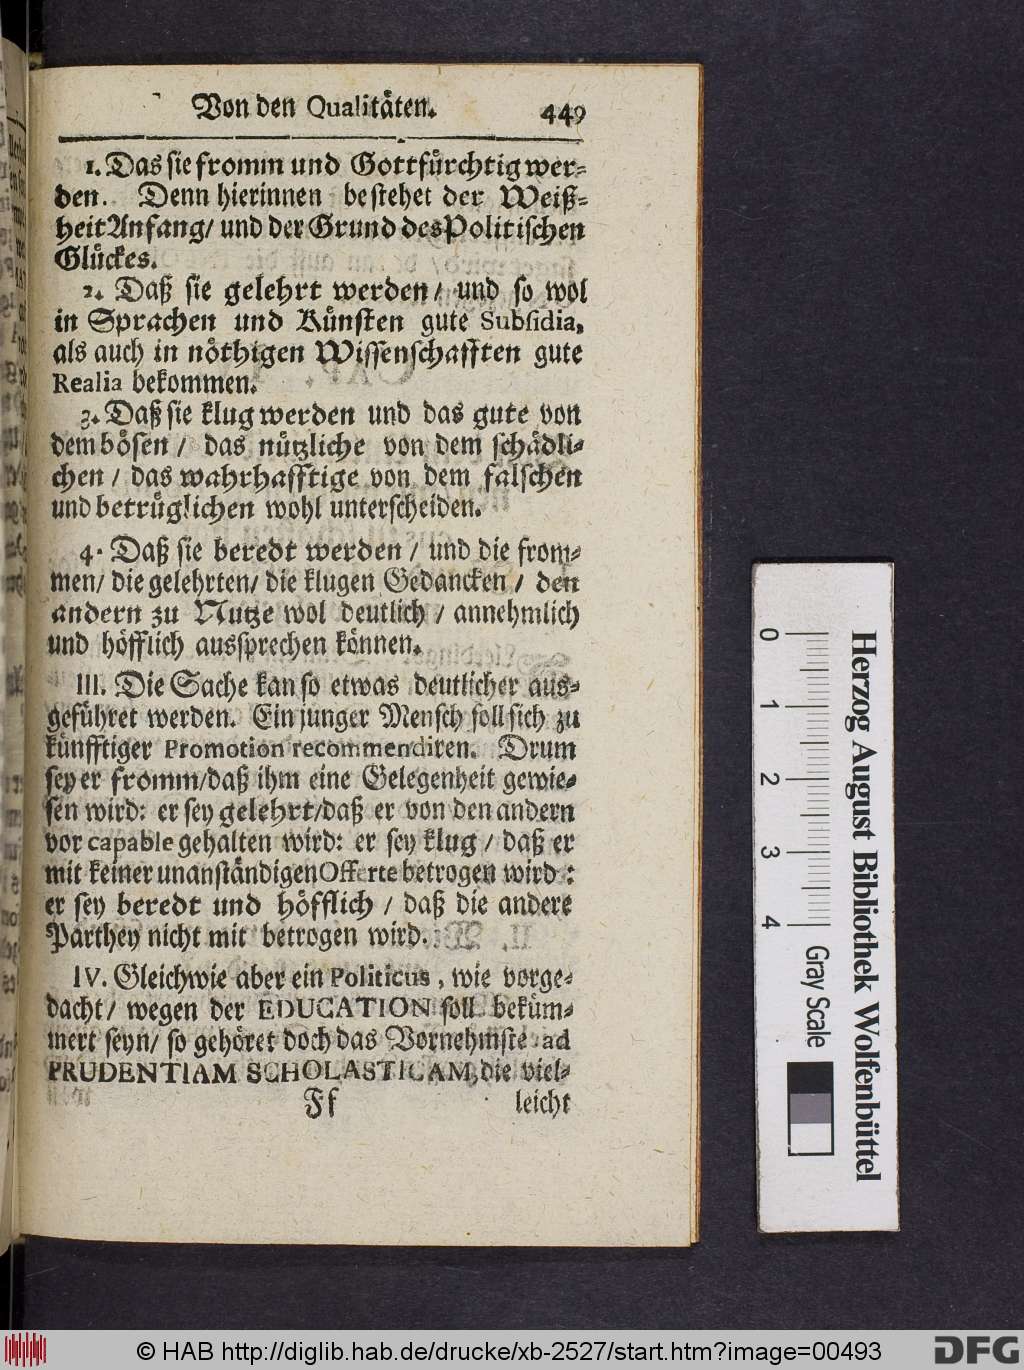 Von den Qualitäten. 449
1. Das sie fromm und Gottfürchtig wer-
den. Denn hierinnen bestehet der Weiß-
heit Anfang/ und der Grund des Politischen
Glückes.
2. Daß sie gelehrt werden/ und so wol
in Sprachen und Künsten gute Subsidia,
als auch in nöthigen Wissenschafften gute
Realia bekommen.
3. Daß sie klug werden und das gute von
dem bösen / das nützliche von dem schädli-
chen / das wahrhafftige von dem falschen
und betrüglichen wohl unterscheiden.
4. Daß sie beredt werden / und die from-
men/ die gelehrten/ die klugen Gedancken / den
andern zu Nutze wol deutlich / annehmlich
und höfflich aussprechen können.
III. Die Sache kan so etwas deutlicher aus-
geführet werden. Ein junger Mensch soll sich zu
künfftiger Promotion recommendiren. Drum
sey er fromm/daß ihm eine Gelegenheit gewie-
sen wird: er sey gelehrt/daß er von den andern
vor capable gehalten wird: er sey klug / daß er
mit keiner unanständigen Offerte betrogen wird:
er sey beredt und höfflich / daß die andere
Parthey nicht mit betrogen wird.
IV. Gleichwie aber ein Politicus, wie vorge-
dacht/ wegen der EDUCATION soll beküm-
mert seyn/ so gehöret doch das Vornehmste ad
PRUDENTIAM SCHOLASTICAM, die viel-
Ff leicht
0 1 2 3 4
Gray Scale
Herzog August Bibliothek Wolfenbüttel
© HAB http://diglib.hab.de/drucke/xb-2527/start.htm?image=00493
DFG